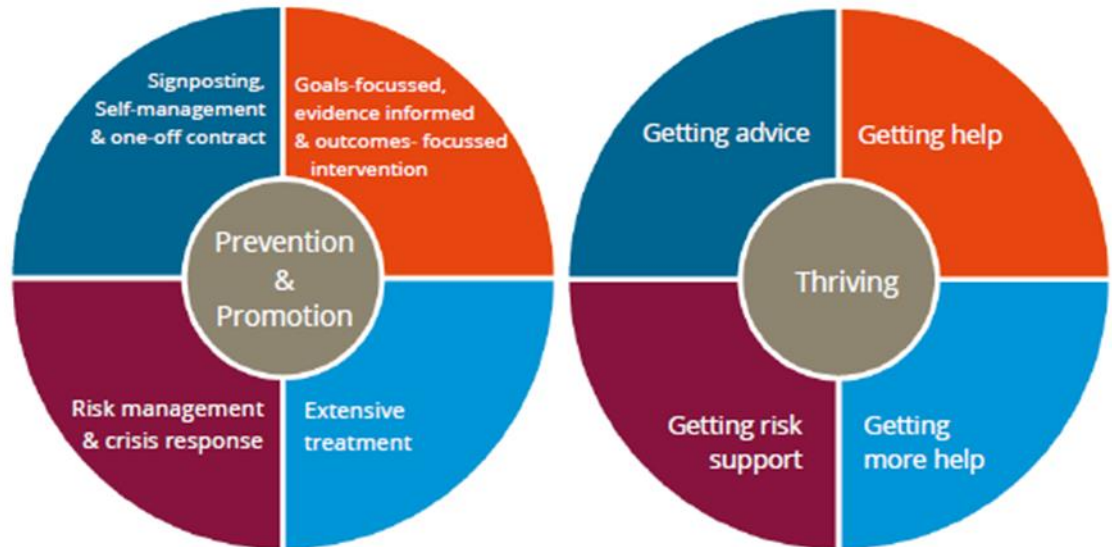 Signposting,
Self-management
& one-off contract
Goals-focussed,
evidence informed
& outcomes- focussed
intervention
Prevention
&
Promotion
Risk management
& crisis response
Extensive
treatment
Getting advice
Getting help
Thriving
Getting risk
support
Getting
more help